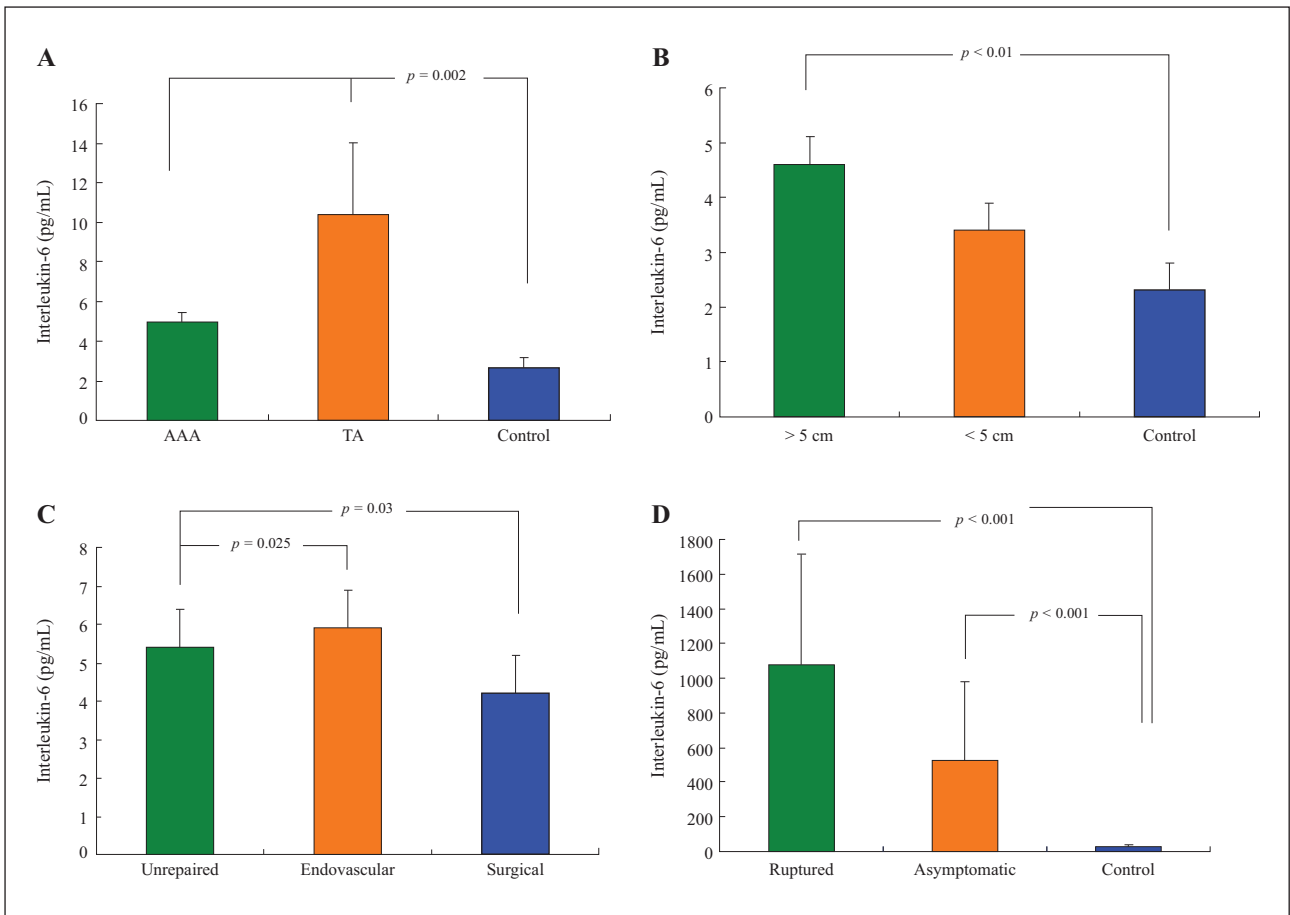 A
p = 0.002
Interleukin-6 (pg/mL)
16
14
12
10
8
6
4
2
0
AAA TA Control
B
p < 0.01
Interleukin-6 (pg/mL)
6
5
4
3
2
1
0
> 5 cm < 5 cm Control
C
p = 0.03
p = 0.025
Interleukin-6 (pg/mL)
8
7
6
5
4
3
2
1
0
Unrepaired Endovascular Surgical
D
p < 0.001
p < 0.001
Interleukin-6 (pg/mL)
1800
1600
1400
1200
1000
800
600
400
200
0
Ruptured Asymptomatic Control